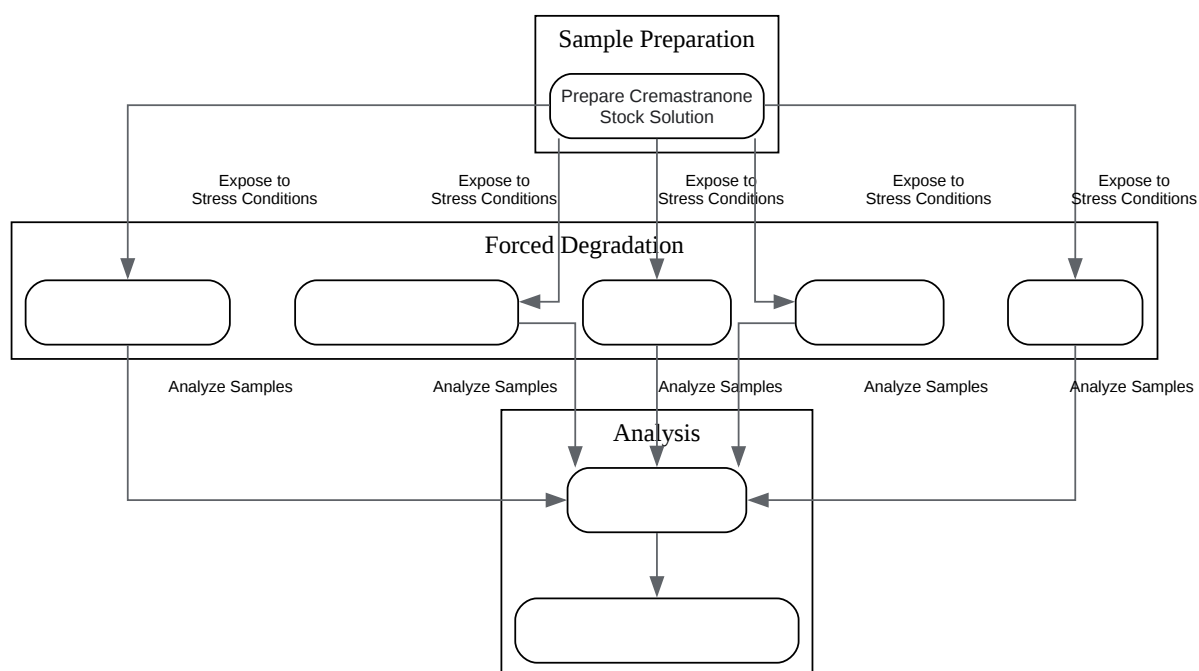 Sample Preparation
Prepare Cremastranone
Stock Solution
Expose to
Stress Conditions
Expose to
Stress Conditions
Expose to
Stress Conditions
Expose to
Stress Conditions
Expose to
Stress Conditions
Forced Degradation
Analyze Samples
Analyze Samples
Analyze Samples
Analyze Samples
Analyze Samples
Analysis